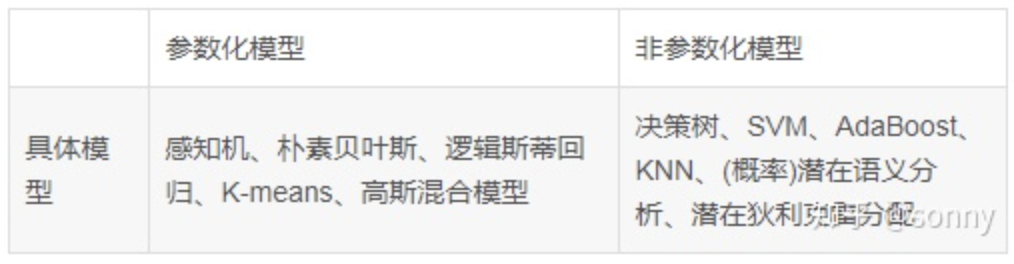 参数化模型
非参数化模型
具体模
型
感知机、朴素贝叶斯、逻辑斯蒂回
归、K-means、高斯混合模型
决策树、SVM、AdaBoost、
KNN、(概率)潜在语义分
析、潜在狄利克雷分配
知乎 @sonny